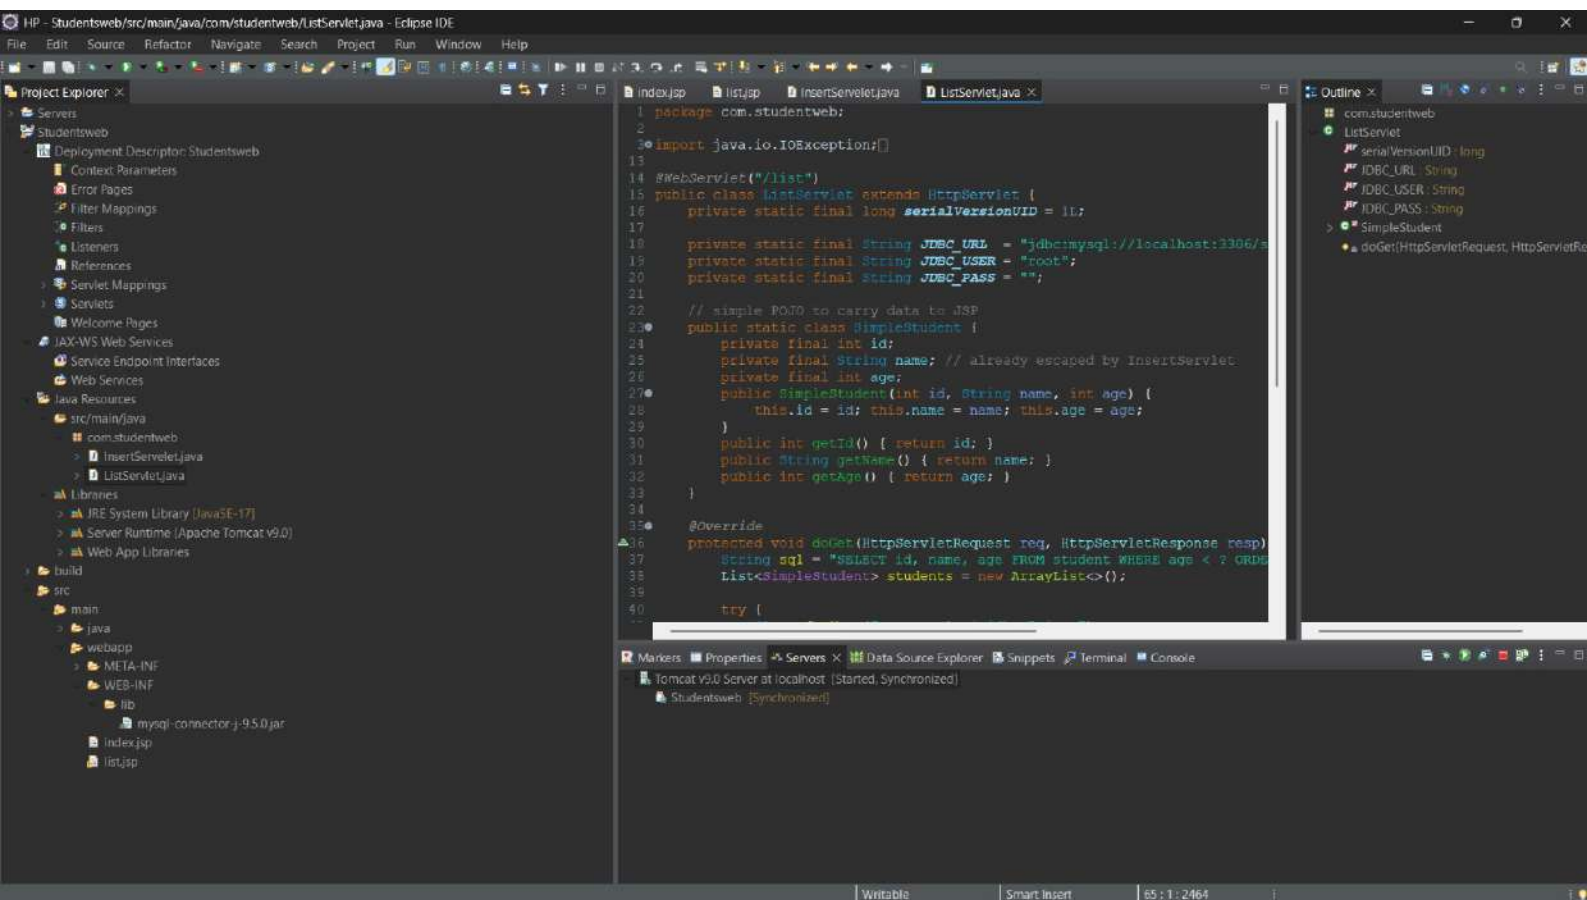 HP - Studentsweb/src/main/java/com/studentweb/ListServlet.java - Eclipse IDE
File Edit Source Refactor Navigate Search Project Run Window Help
Project Explorer
Servers
Studentsweb
Deployment Descriptor: Studentsweb
Context Parameters
Error Pages
Filter Mappings
Filters
Listeners
References
Servlet Mappings
Servlets
Welcome Pages
JAX-WS Web Services
Service Endpoint Interfaces
Web Services
Java Resources
src/main/java
com.studentweb
InsertServelet.java
ListServlet.java
Libraries
JRE System Library [JavaSE-17]
Server Runtime [Apache Tomcat v9.0]
Web App Libraries
build
src
main
java
webapp
META-INF
WEB-INF
lib
mysql-connector-j-9.5.0.jar
index.jsp
list.jsp
index.jsp list.jsp InsertServelet.java ListServlet.java
1 package com.studentweb;
2
3 import java.io.IOException;
13
14 @WebServlet("/list")
15 public class ListServlet extends HttpServlet {
16 private static final long serialVersionUID = 1L;
17
18 private static final String JDBC_URL = "jdbc:mysql://localhost:3306/s
19 private static final String JDBC_USER = "root";
20 private static final String JDBC_PASS = "";
21
22 // simple POJO to carry data to JSP
23 public static class SimpleStudent {
24 private final int id;
25 private final String name; // already escaped by InsertServlet
26 private final int age;
27 public SimpleStudent(int id, String name, int age) {
28 this.id = id; this.name = name; this.age = age;
29 }
30 public int getId() { return id; }
31 public String getName() { return name; }
32 public int getAge() { return age; }
33 }
34
35 @Override
36 protected void doGet(HttpServletRequest req, HttpServletResponse resp)
37 String sql = "SELECT id, name, age FROM student WHERE age < ? ORDE
38 List<SimpleStudent> students = new ArrayList<>();
39
40 try {
Outline
com.studentweb
ListServlet
serialVersionUID : long
JDBC_URL : String
JDBC_USER : String
JDBC_PASS : String
SimpleStudent
doGet(HttpServletRequest, HttpServletRe
Markers Properties Servers Data Source Explorer Snippets Terminal Console
Tomcat v9.0 Server at localhost [Started, Synchronized]
Studentsweb [Synchronized]
Writable Smart Insert 65 : 1 : 2464